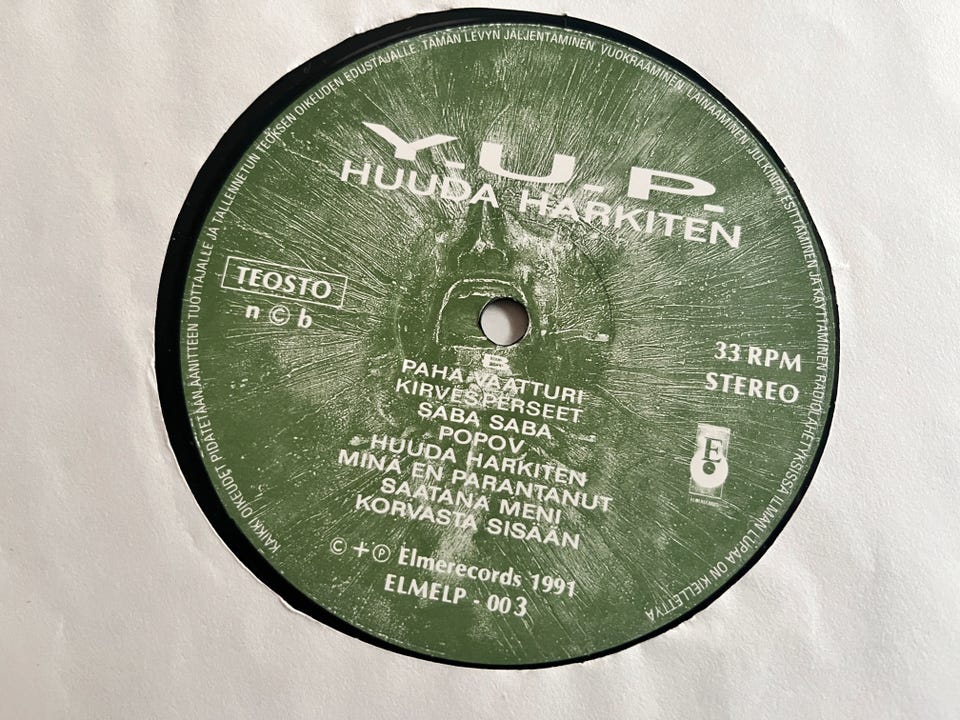 KAIKKI OIKEUDET PIDÄTETÄÄN ÄÄNITTEEN TUOTTAJALLE JA TALLENNETUN TEOKSEN OIKEUDEN EDUSTAJALLE. TÄMÄN LEVYN JÄLJENTÄMINEN, VUOKRAAMINEN, LAINAAMINEN, JULKINEN ESITTÄMINEN JA KÄYTTÄMINEN RADIOLÄHETYKSISSÄ ILMAN LUPAA ON KIELLETTYÄ
Y.U.P.
HUUDA HARKITEN
TEOSTO
n © b
33 RPM
STEREO
E
B
PAHA VAATTURI
KIRVESPERSEET
SABA SABA
POPOV
HUUDA HARKITEN
MINÄ EN PARANTANUT
SAATANA MENI
KORVASTA SISÄÄN
© + ℗ Elmerecords 1991
ELMELP - 003